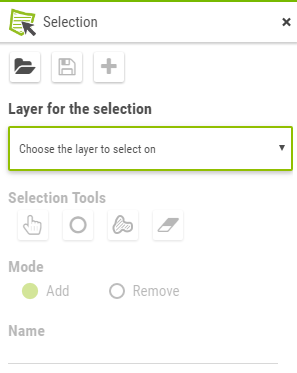 Selection
Layer for the selection
Choose the layer to select on
Selection Tools
Mode
Add Remove
Name